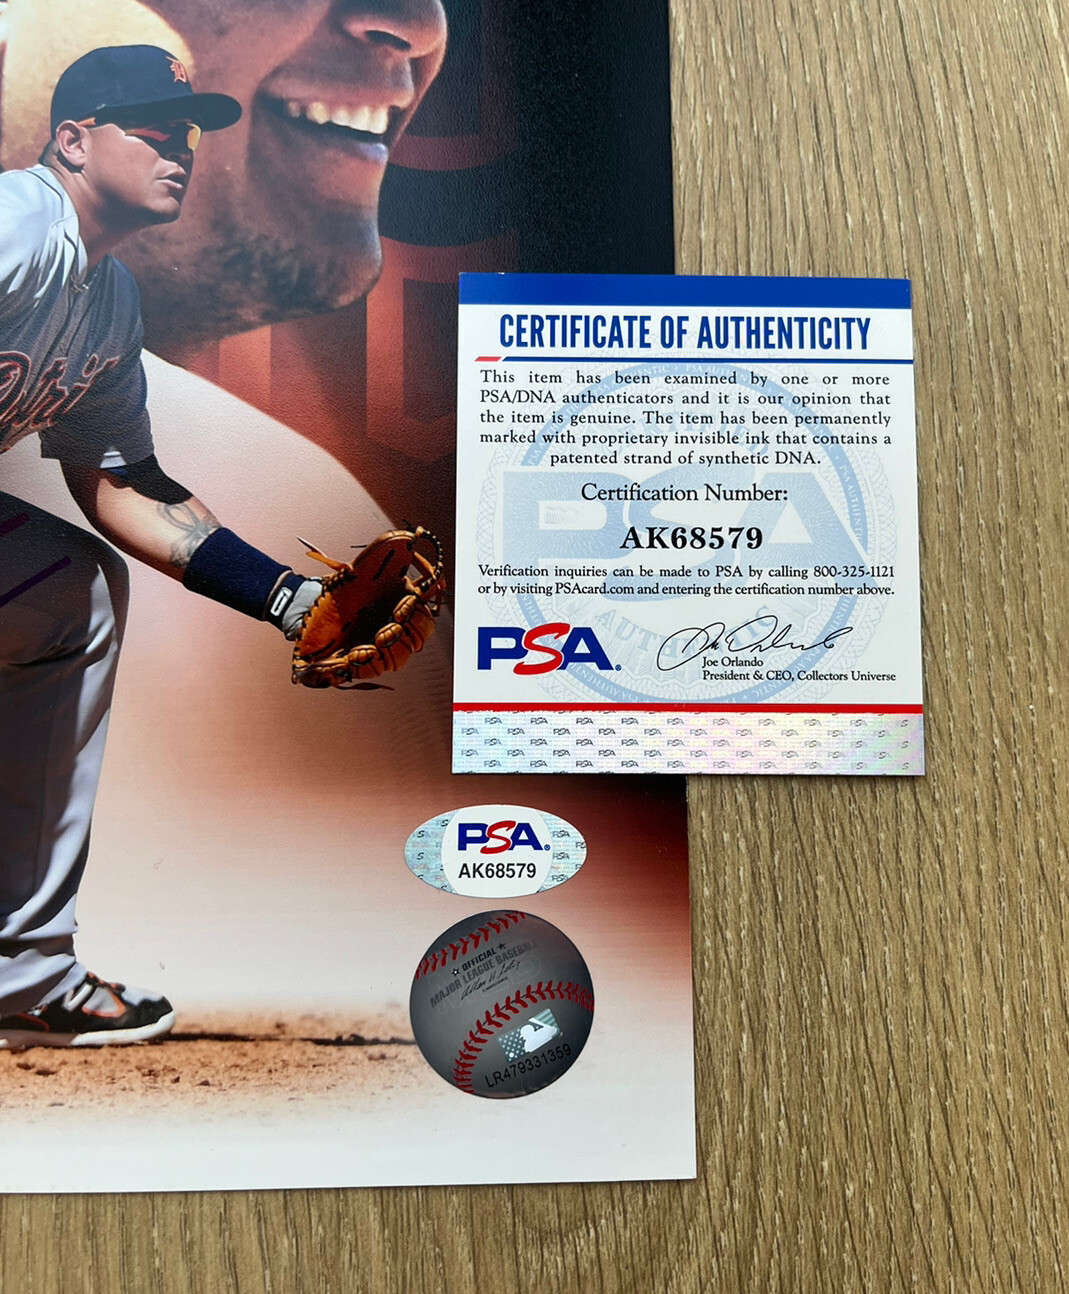 D
Detroit
CERTIFICATE OF AUTHENTICITY
This item has been examined by one or more
PSA/DNA authenticators and it is our opinion that
the item is genuine. The item has been permanently
marked with proprietary invisible ink that contains a
patented strand of synthetic DNA.
Certification Number:
AK68579
Verification inquiries can be made to PSA by calling 800-325-1121
or by visiting PSAcard.com and entering the certification number above.
PSA®
Joe Orlando
President & CEO, Collectors Universe
PSA®
AK68579
OFFICIAL
MAJOR LEAGUE BASEBALL
LR479331359